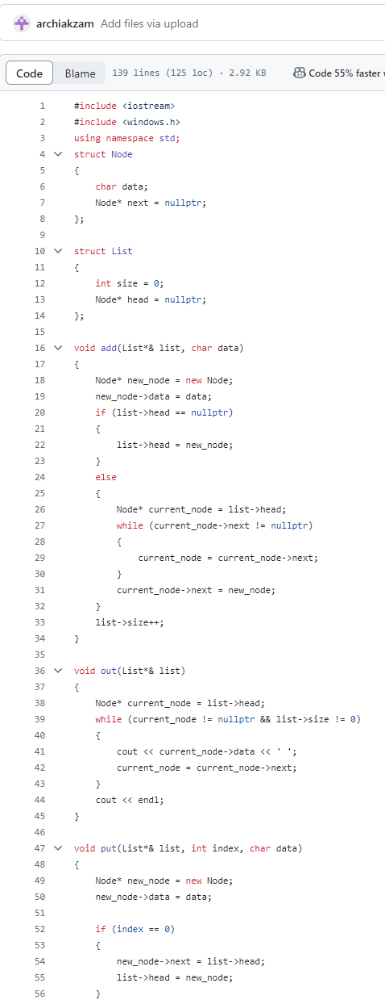 archiakzam Add files via upload
Code Blame 139 lines (125 loc) · 2.92 KB Code 55% faster
1 #include <iostream>
2 #include <windows.h>
3 using namespace std;
4 struct Node
5 {
6 char data;
7 Node* next = nullptr;
8 };
9
10 struct List
11 {
12 int size = 0;
13 Node* head = nullptr;
14 };
15
16 void add(List*& list, char data)
17 {
18 Node* new_node = new Node;
19 new_node->data = data;
20 if (list->head == nullptr)
21 {
22 list->head = new_node;
23 }
24 else
25 {
26 Node* current_node = list->head;
27 while (current_node->next != nullptr)
28 {
29 current_node = current_node->next;
30 }
31 current_node->next = new_node;
32 }
33 list->size++;
34 }
35
36 void out(List*& list)
37 {
38 Node* current_node = list->head;
39 while (current_node != nullptr && list->size != 0)
40 {
41 cout << current_node->data << ' ';
42 current_node = current_node->next;
43 }
44 cout << endl;
45 }
46
47 void put(List*& list, int index, char data)
48 {
49 Node* new_node = new Node;
50 new_node->data = data;
51
52 if (index == 0)
53 {
54 new_node->next = list->head;
55 list->head = new_node;
56 }